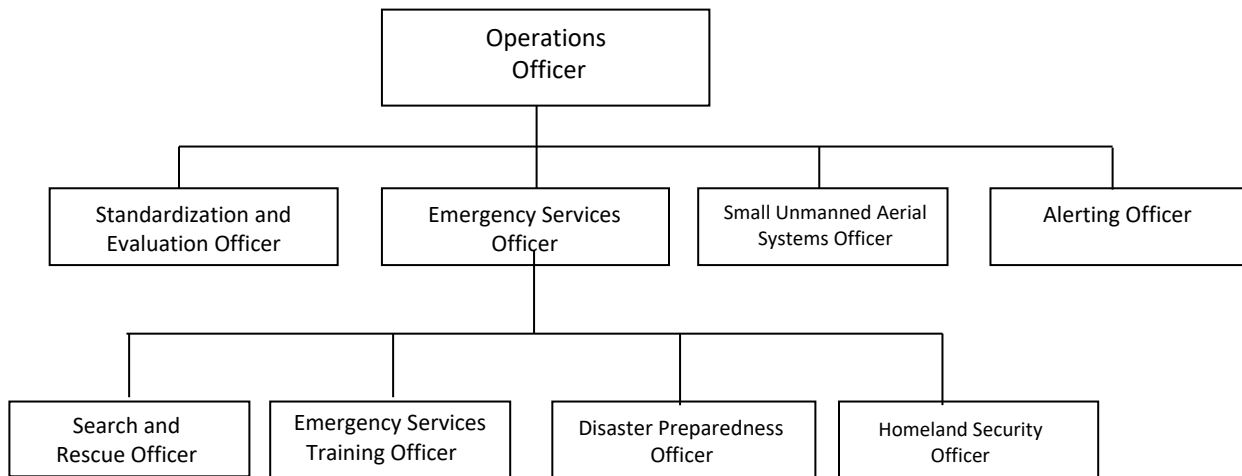 Operations
Officer
Standardization and
Evaluation Officer
Emergency Services
Officer
Small Unmanned Aerial
Systems Officer
Alerting Officer
Search and
Rescue Officer
Emergency Services
Training Officer
Disaster Preparedness
Officer
Homeland Security
Officer